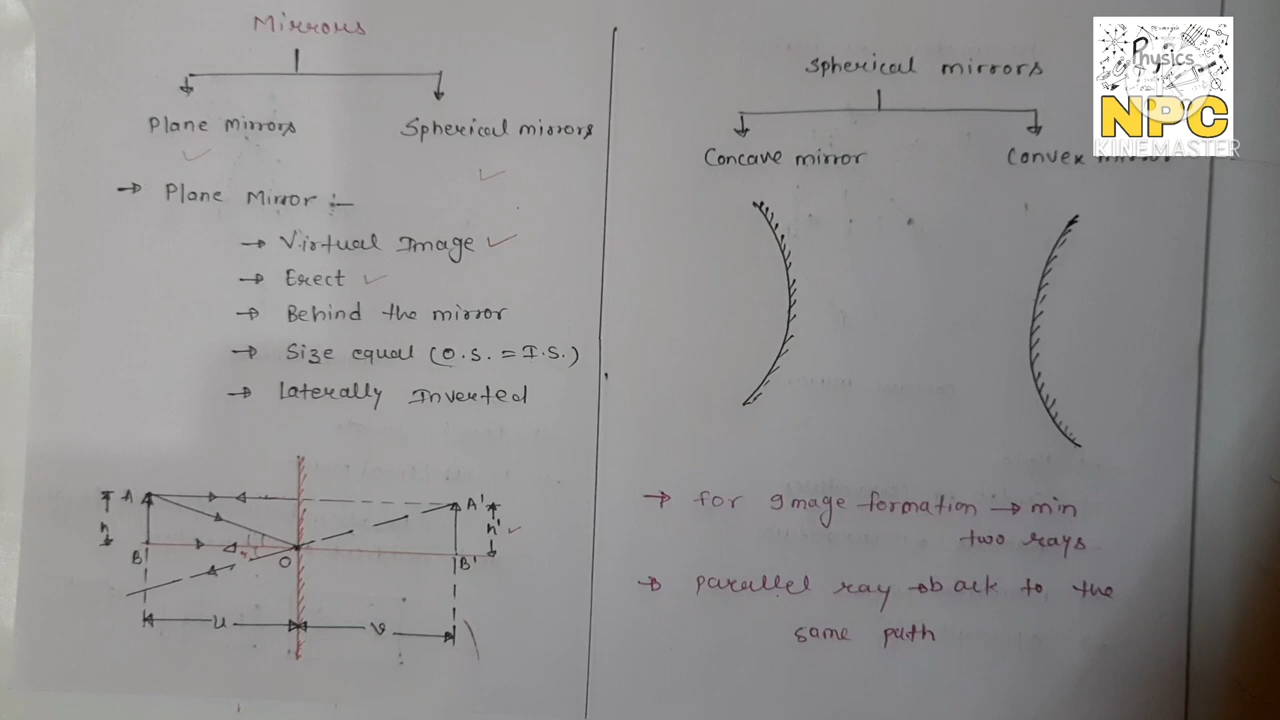 Mirrors
Plane mirrors
Spherical mirrors
→ Plane Mirror :-
→ Virtual Image ✓
→ Erect ✓
→ Behind the mirror
→ Size equal (O.S. = I.S.)
→ Laterally Inverted
A
A'
h
h'
B
O
B'
u
v
Spherical mirrors
Concave mirror
Convex
→ for Image formation → min
two rays
→ parallel ray → back to the
same path
Physics
NPC
KINEMASTER